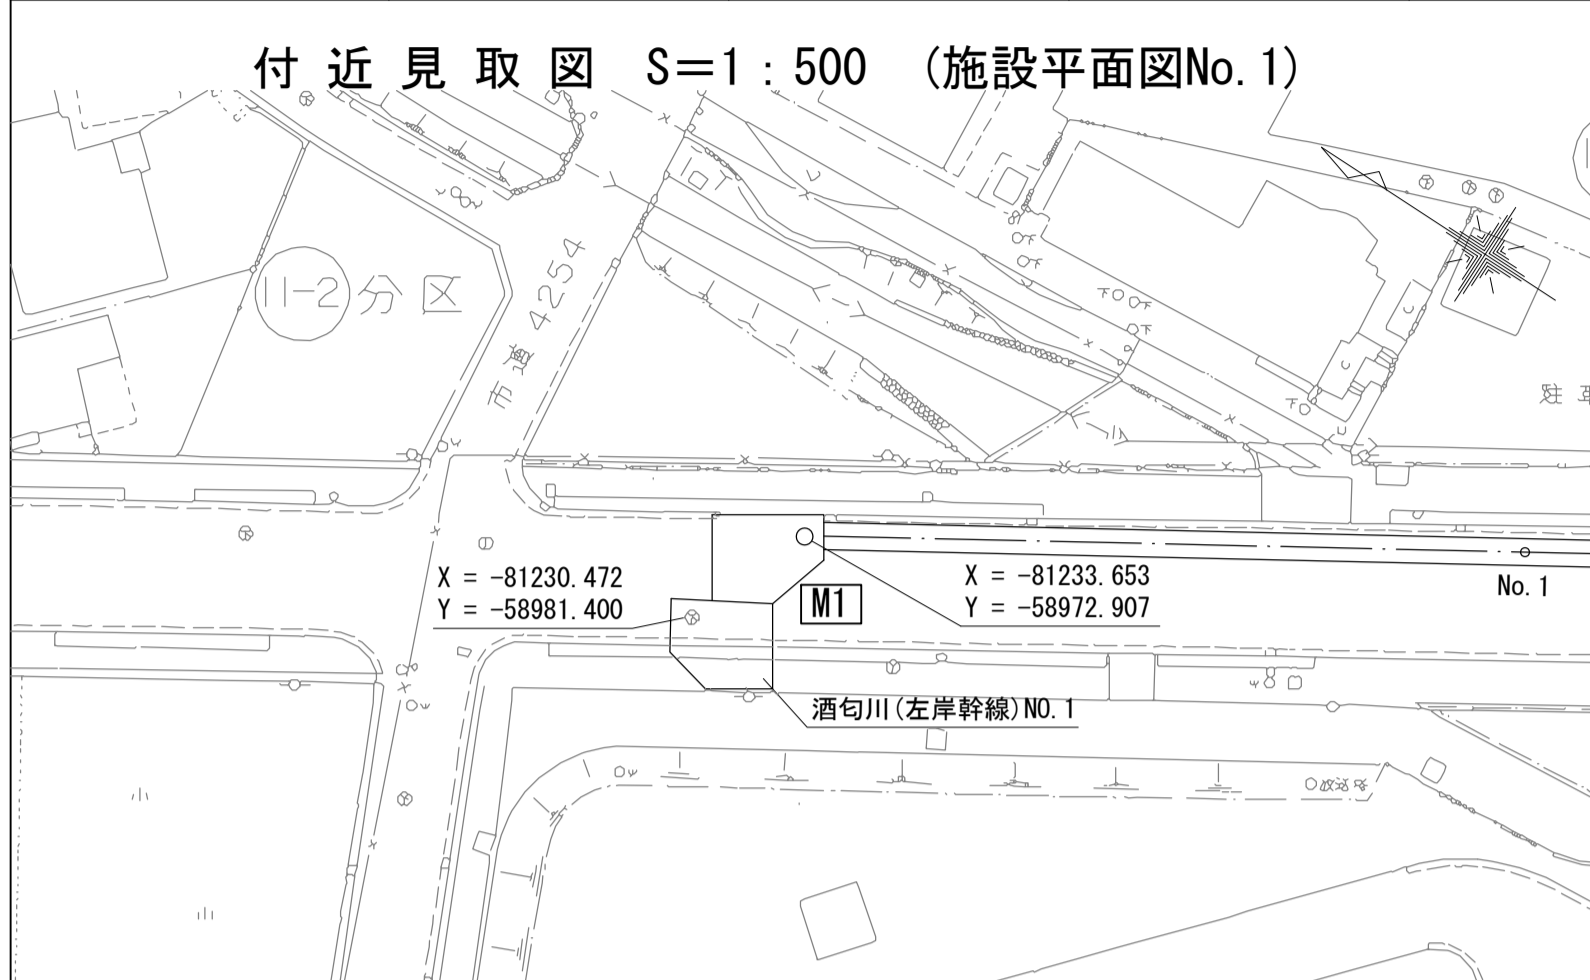 付近見取図 S=1:500 (施設平面図No.1)
11-2分区
市道4254
X = -81230.472
Y = -58981.400
M1
X = -81233.653
Y = -58972.907
No.1
酒匂川(左岸幹線)NO.1